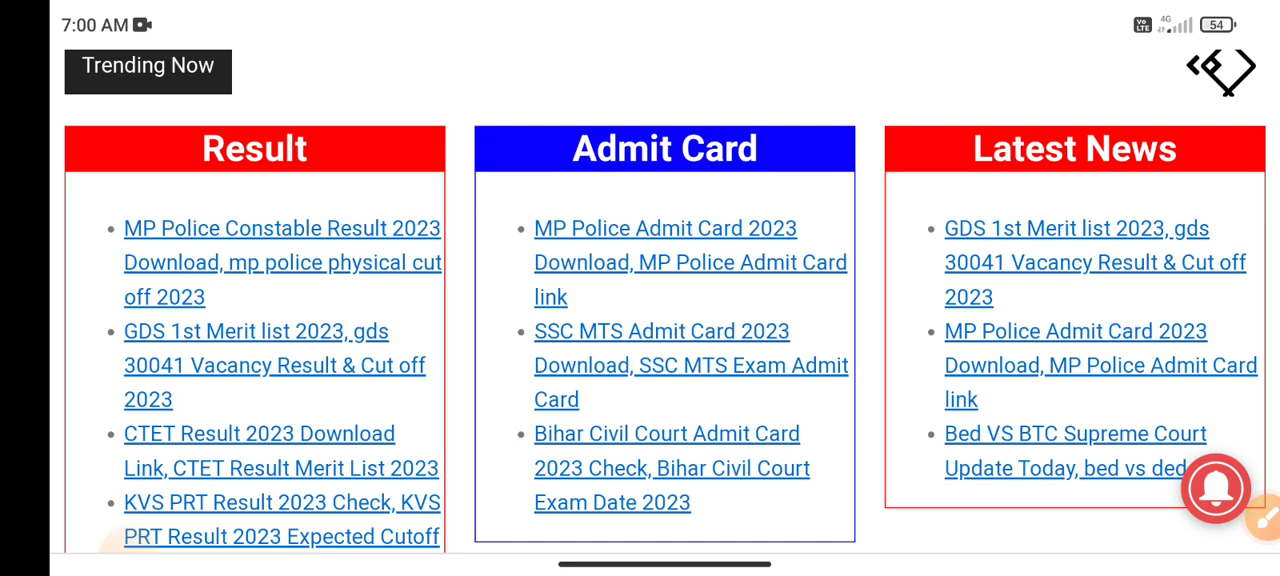 7:00 AM
Vo LTE 4G 54
Trending Now
Result
MP Police Constable Result 2023
Download, mp police physical cut
off 2023
GDS 1st Merit list 2023, gds
30041 Vacancy Result & Cut off
2023
CTET Result 2023 Download
Link, CTET Result Merit List 2023
KVS PRT Result 2023 Check, KVS
PRT Result 2023 Expected Cutoff
Admit Card
MP Police Admit Card 2023
Download, MP Police Admit Card
link
SSC MTS Admit Card 2023
Download, SSC MTS Exam Admit
Card
Bihar Civil Court Admit Card
2023 Check, Bihar Civil Court
Exam Date 2023
Latest News
GDS 1st Merit list 2023, gds
30041 Vacancy Result & Cut off
2023
MP Police Admit Card 2023
Download, MP Police Admit Card
link
Bed VS BTC Supreme Court
Update Today, bed vs ded